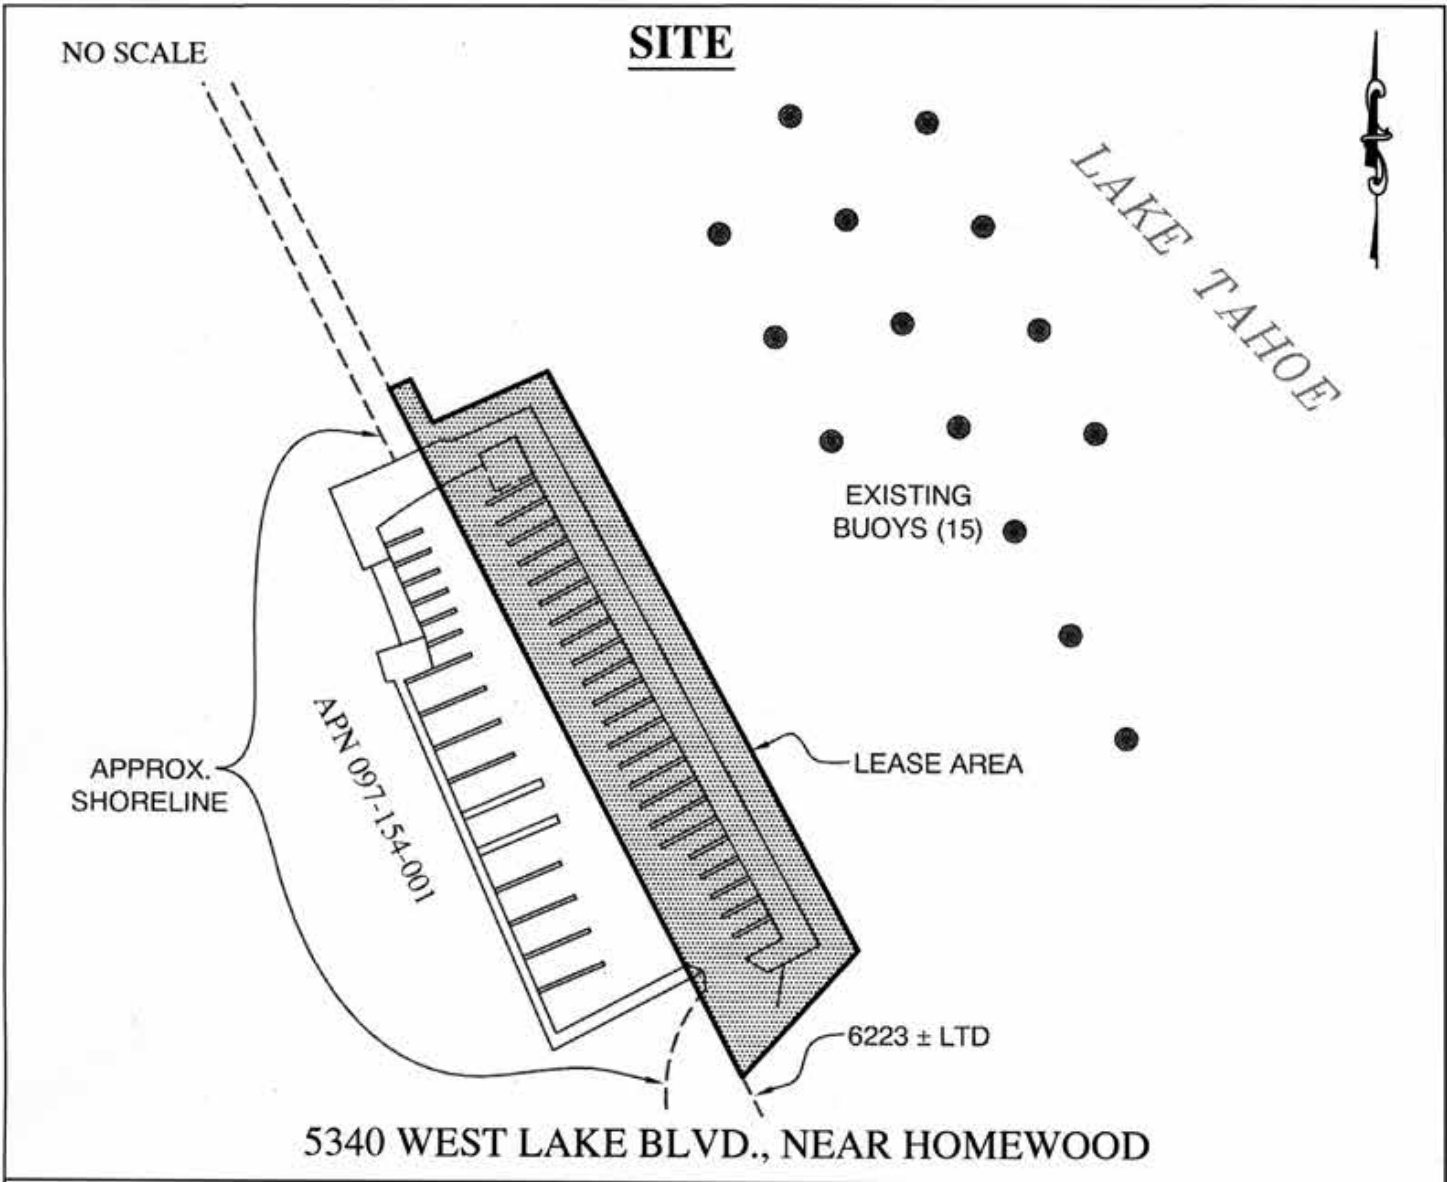 SITE
NO SCALE
LAKE TAHOE
EXISTING
BUOYS (15)
LEASE AREA
APN 097-154-001
APPROX.
SHORELINE
6223 ± LTD
5340 WEST LAKE BLVD., NEAR HOMEWOOD